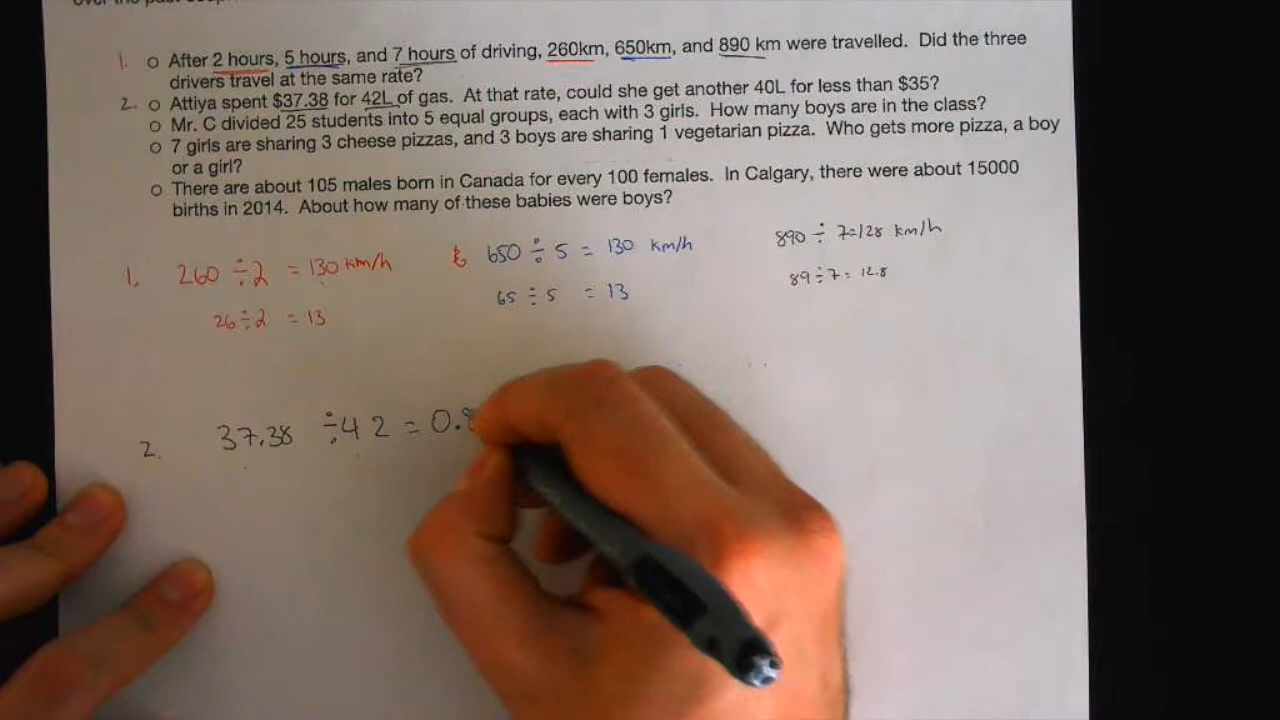 1. o After 2 hours, 5 hours, and 7 hours of driving, 260km, 650km, and 890 km were travelled. Did the three
drivers travel at the same rate?
2. o Attiya spent $37.38 for 42L of gas. At that rate, could she get another 40L for less than $35?
o Mr. C divided 25 students into 5 equal groups, each with 3 girls. How many boys are in the class?
o 7 girls are sharing 3 cheese pizzas, and 3 boys are sharing 1 vegetarian pizza. Who gets more pizza, a boy
or a girl?
o There are about 105 males born in Canada for every 100 females. In Calgary, there were about 15000
births in 2014. About how many of these babies were boys?
1. 260 ÷ 2 = 130 km/h
26 ÷ 2 = 13
650 ÷ 5 = 130 km/h
65 ÷ 5 = 13
890 ÷ 7 = 128 km/h
89 ÷ 7 = 12.8
2. 37.38 ÷ 42 = 0.8